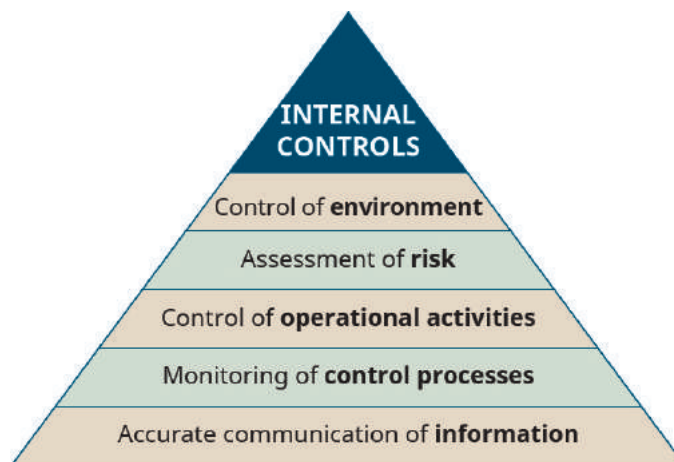 INTERNAL
CONTROLS
Control of environment
Assessment of risk
Control of operational activities
Monitoring of control processes
Accurate communication of information